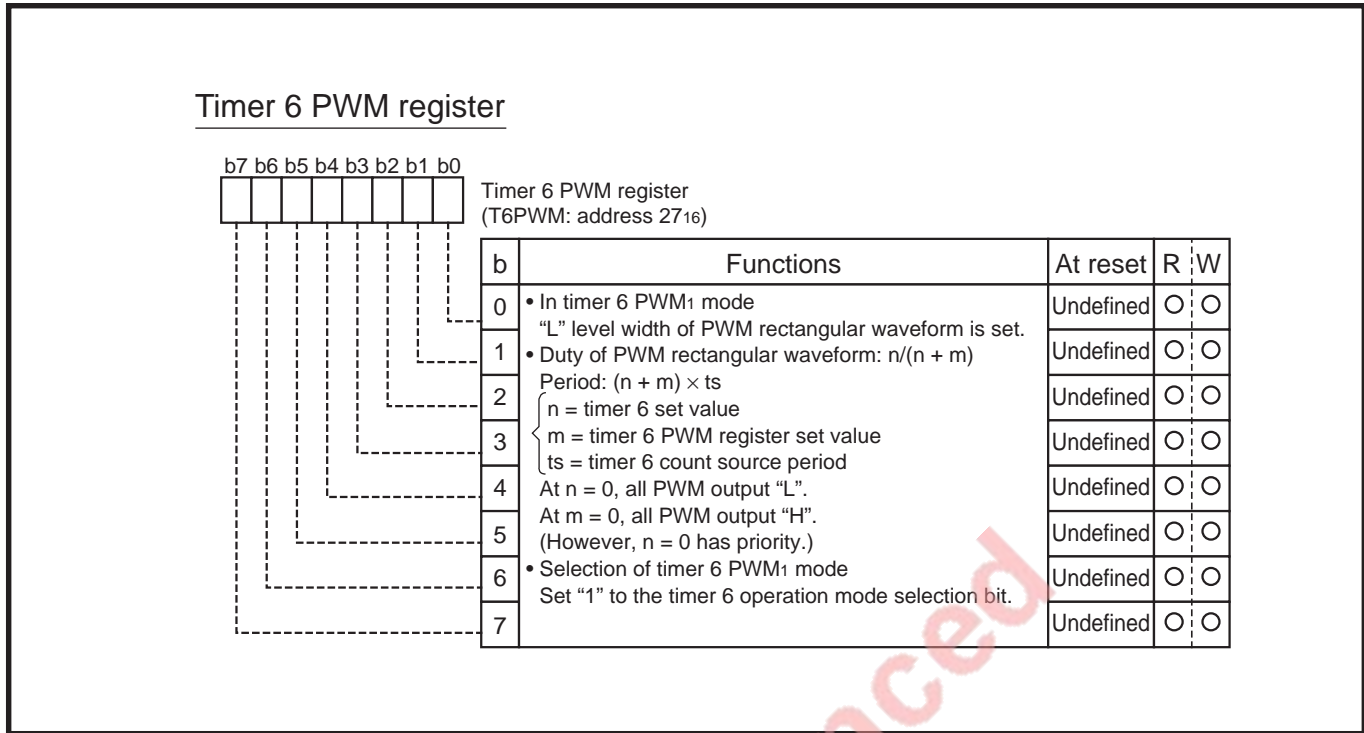 Timer 6 PWM register
b7 b6 b5 b4 b3 b2 b1 b0
Timer 6 PWM register
(T6PWM: address 2716)
b Functions At reset R W
0 • In timer 6 PWM1 mode Undefined O O
“L” level width of PWM rectangular waveform is set.
1 • Duty of PWM rectangular waveform: n/(n + m) Undefined O O
Period: (n + m) × ts
2 n = timer 6 set value Undefined O O
3 m = timer 6 PWM register set value Undefined O O
ts = timer 6 count source period
4 At n = 0, all PWM output “L”. Undefined O O
At m = 0, all PWM output “H”.
5 (However, n = 0 has priority.) Undefined O O
6 • Selection of timer 6 PWM1 mode Undefined O O
Set “1” to the timer 6 operation mode selection bit.
7 Undefined O O